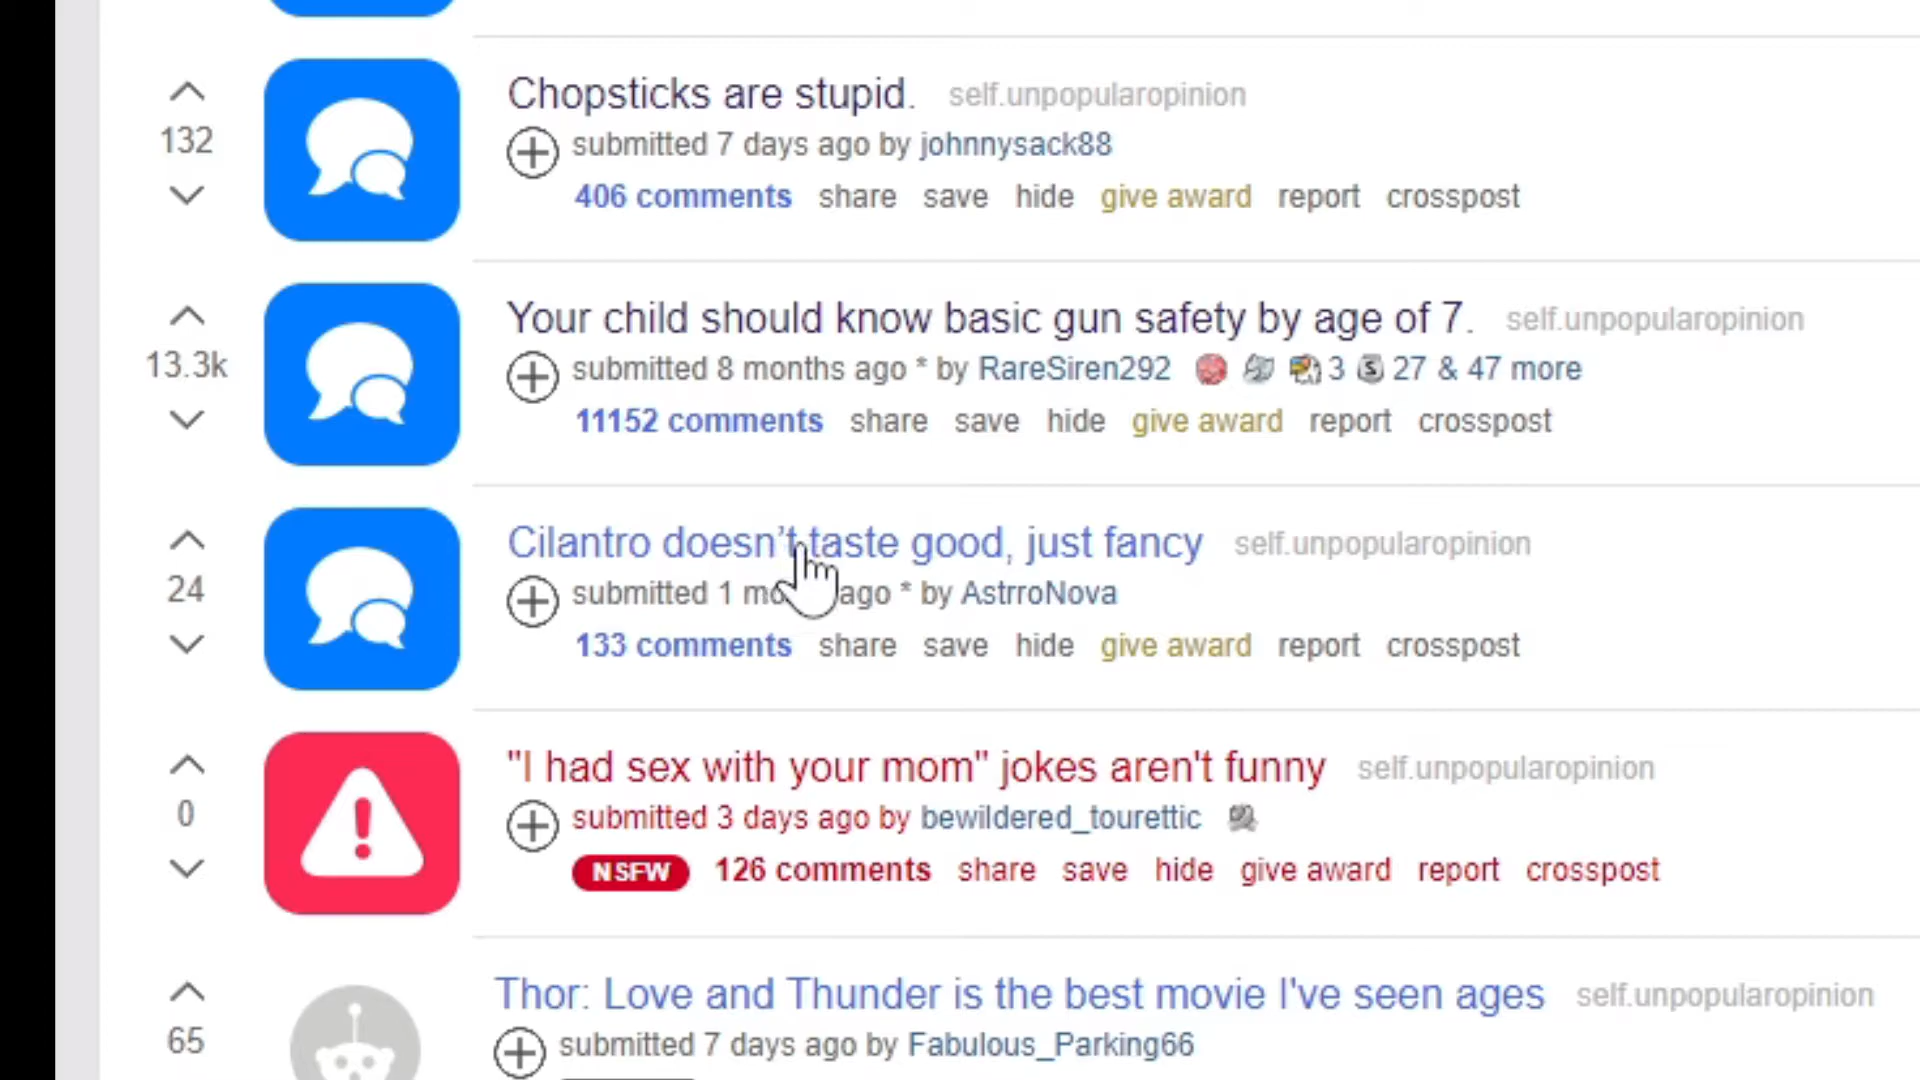 Chopsticks are stupid. self.unpopularopinion
132
submitted 7 days ago by johnnysack88
406 comments share save hide give award report crosspost
Your child should know basic gun safety by age of 7. self.unpopularopinion
13.3k
submitted 8 months ago * by RareSiren292 3 27 & 47 more
11152 comments share save hide give award report crosspost
Cilantro doesn't taste good, just fancy self.unpopularopinion
24
submitted 1 ago * by AstrroNova
133 comments share save hide give award report crosspost
"I had sex with your mom" jokes aren't funny self.unpopularopinion
0
submitted 3 days ago by bewildered_tourettic
NSFW 126 comments share save hide give award report crosspost
Thor: Love and Thunder is the best movie I've seen ages self.unpopularopinion
65
submitted 7 days ago by Fabulous_Parking66